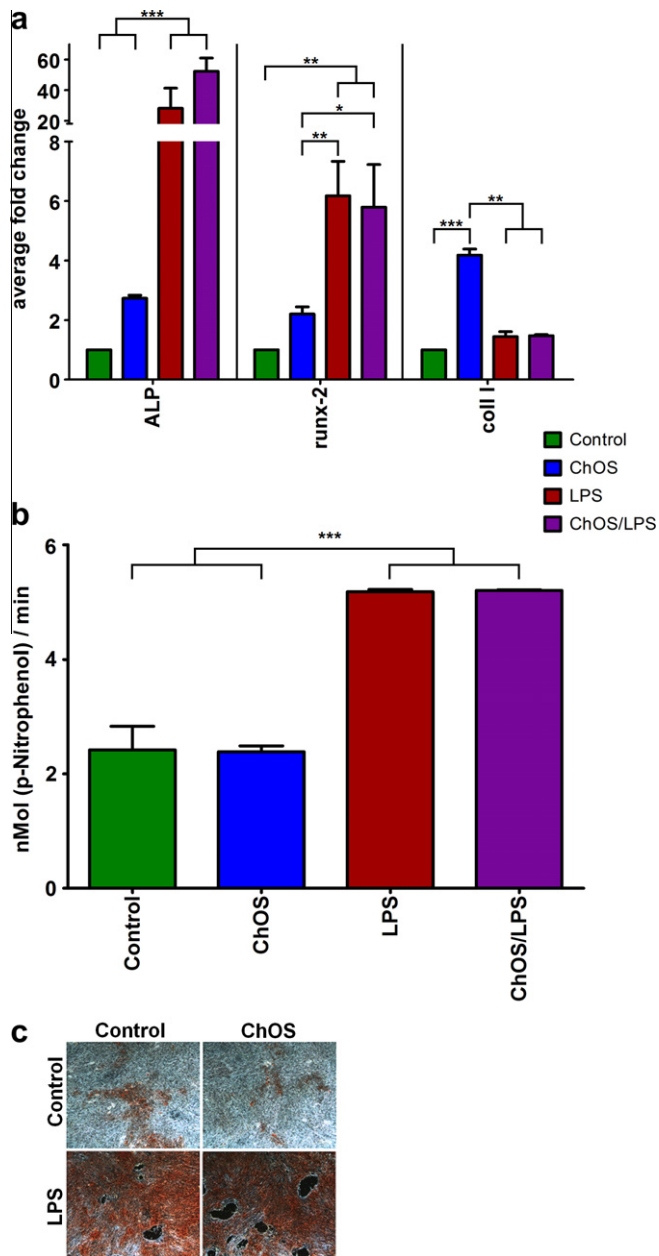 a
***
**
*
**
**
***
average fold change
60
40
20
8
6
4
2
0
ALP
runx-2
coll I
Control
ChOS
LPS
ChOS/LPS
b
***
nMol (p-Nitrophenol) / min
6
4
2
0
Control
ChOS
LPS
ChOS/LPS
c
Control
ChOS
Control
LPS